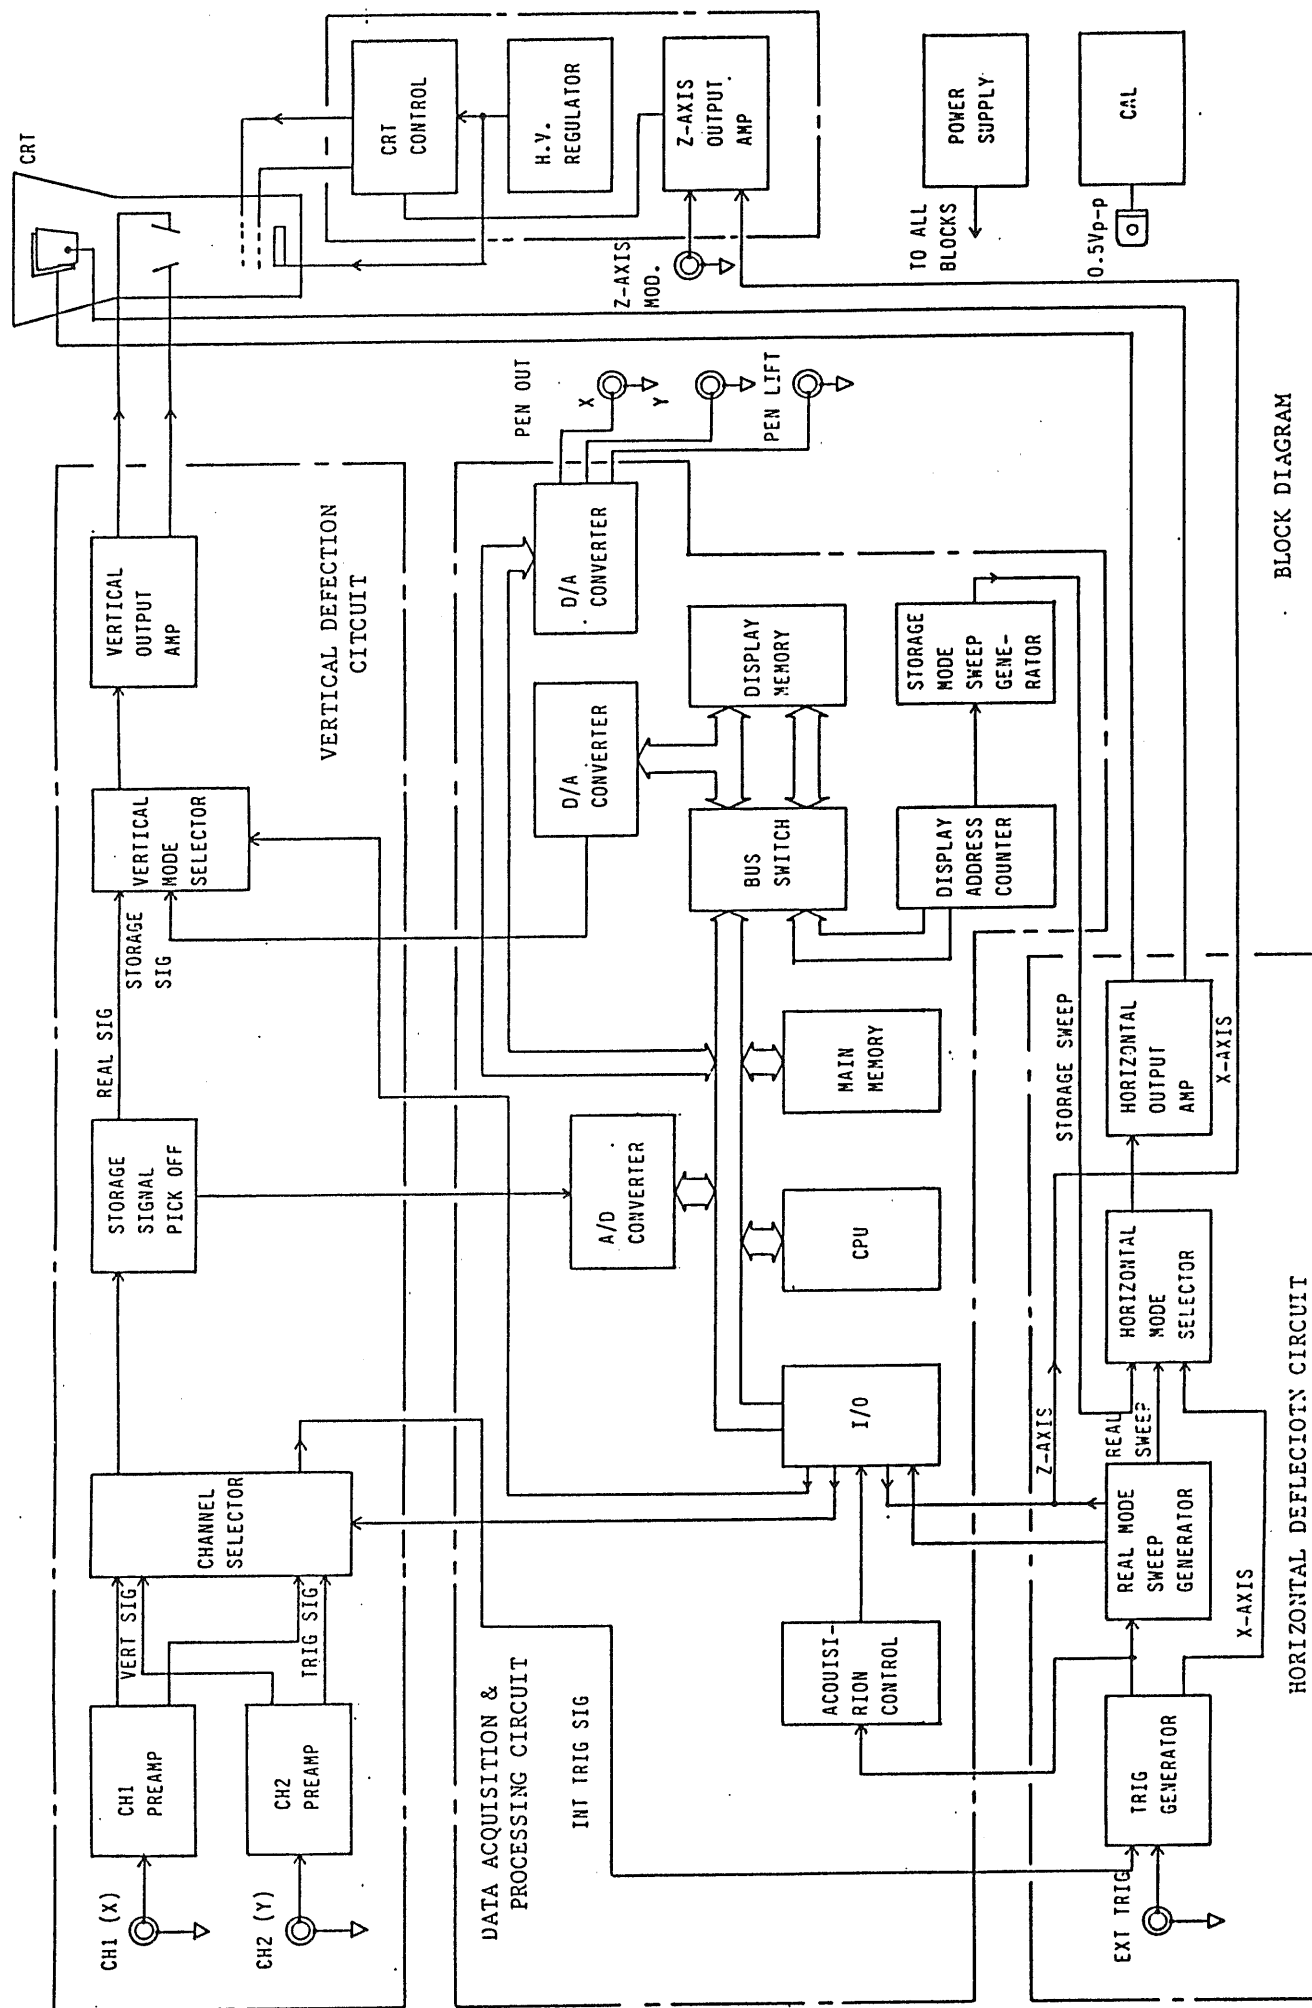 CH1 (X)
CH2 (Y)
CH1
PREAMP
CH2
PREAMP
VERT SIG
TRIG SIG
CHANNEL
SELECTOR
STORAGE
SIGNAL
PICK OFF
REAL SIG
STORAGE
SIG
VERTICAL
MODE
SELECTOR
VERTICAL
OUTPUT
AMP
VERTICAL DEFECTION
CITCUIT
CRT
CRT
CONTROL
H.V.
REGULATOR
Z-AXIS
OUTPUT
AMP
Z-AXIS
MOD.
POWER
SUPPLY
TO ALL
BLOCKS
CAL
0.5Vp-p
DATA ACQUISITION &
PROCESSING CIRCUIT
INT TRIG SIG
A/D
CONVERTER
D/A
CONVERTER
D/A
CONVERTER
PEN OUT
X
Y
PEN LIFT
I/O
CPU
MAIN
MEMORY
BUS
SWITCH
DISPLAY
MEMORY
ACOUISI-
RION
CONTROL
DISPLAY
ADDRESS
COUNTER
STORAGE
MODE
SWEEP
GENE-
RATOR
STORAGE SWEEP
Z-AXIS
REAL
SWEEP
EXT TRIG
TRIG
GENERATOR
REAL MODE
SWEEP
GENERATOR
HORIZONTAL
MODE
SELECTOR
HORIZONTAL
OUTPUT
AMP
X-AXIS
X-AXIS
HORIZONTAL DEFLECIOTN CIRCUIT
BLOCK DIAGRAM